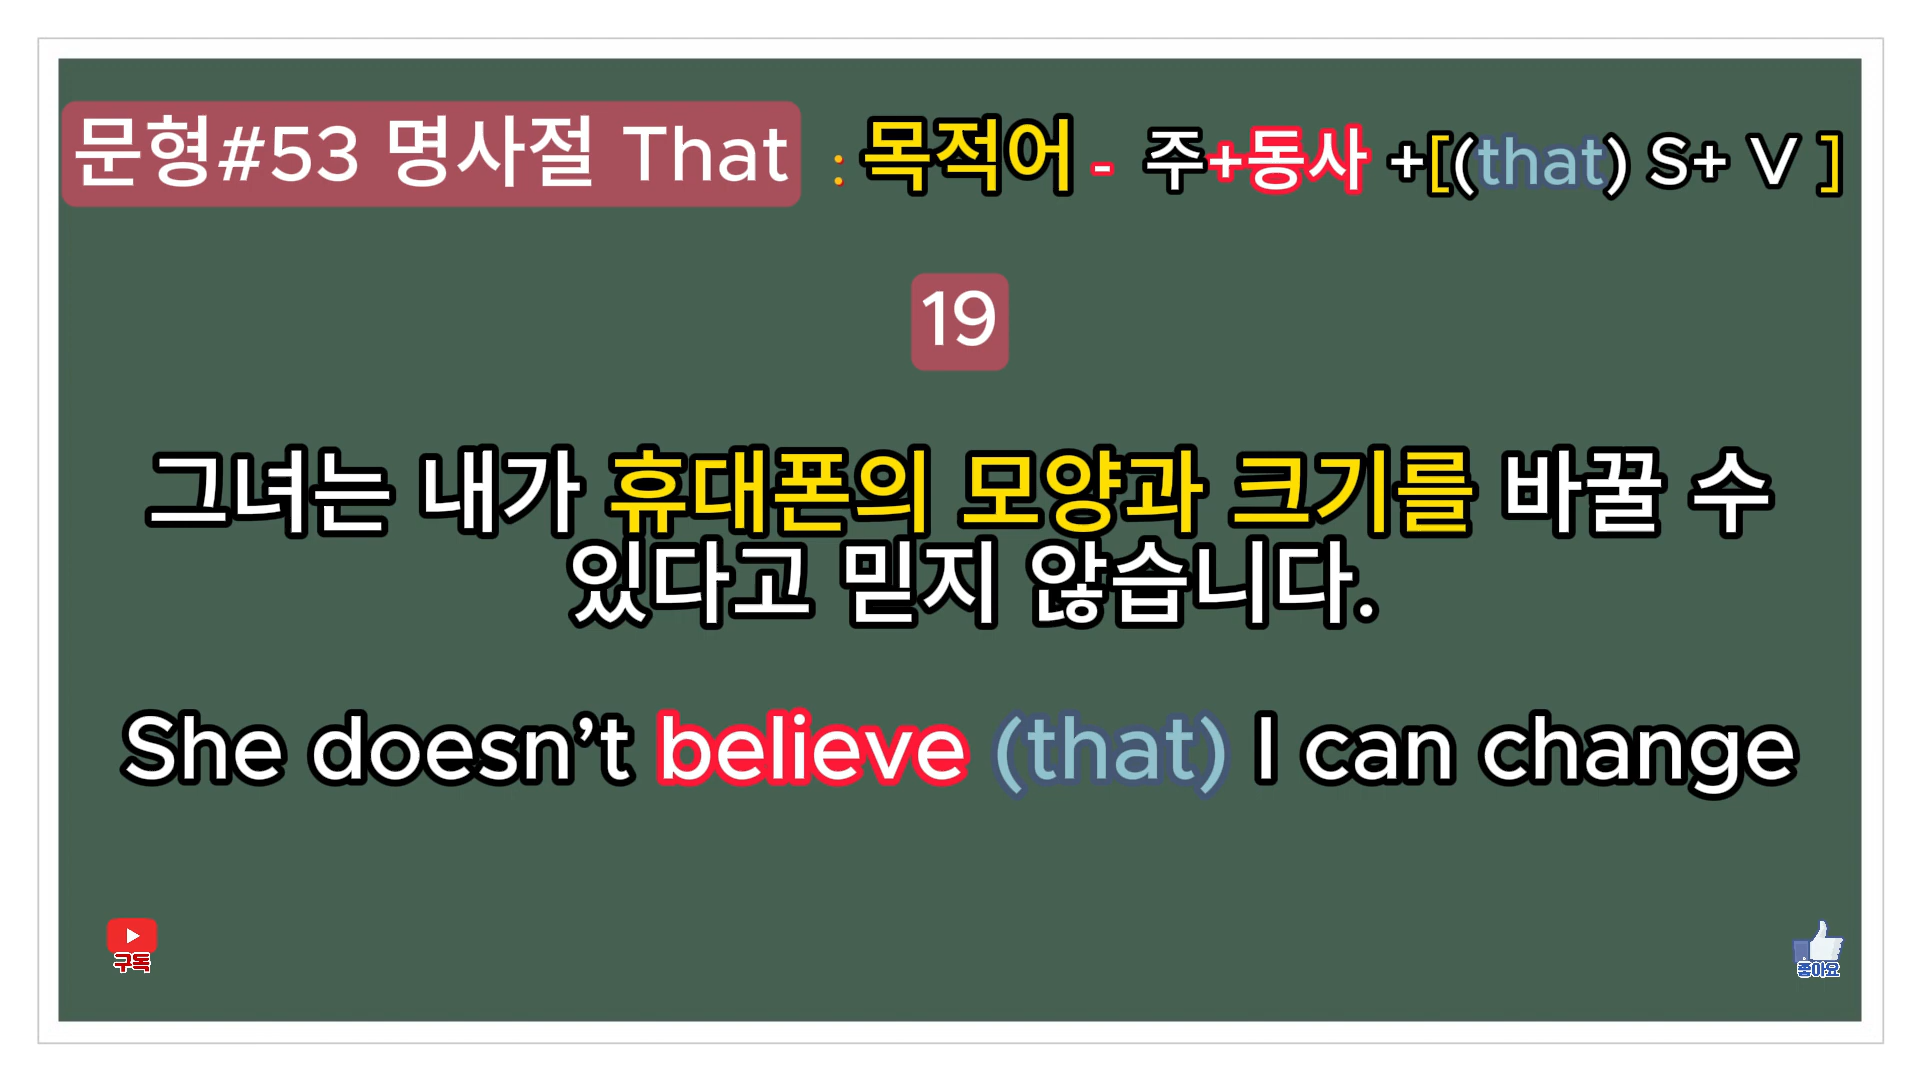 문형#53 명사절 That : 목적어 - 주+동사 +[(that) S+ V ]
19
그녀는 내가 휴대폰의 모양과 크기를 바꿀 수
있다고 믿지 않습니다.
She doesn’t believe (that) I can change
구독
좋아요